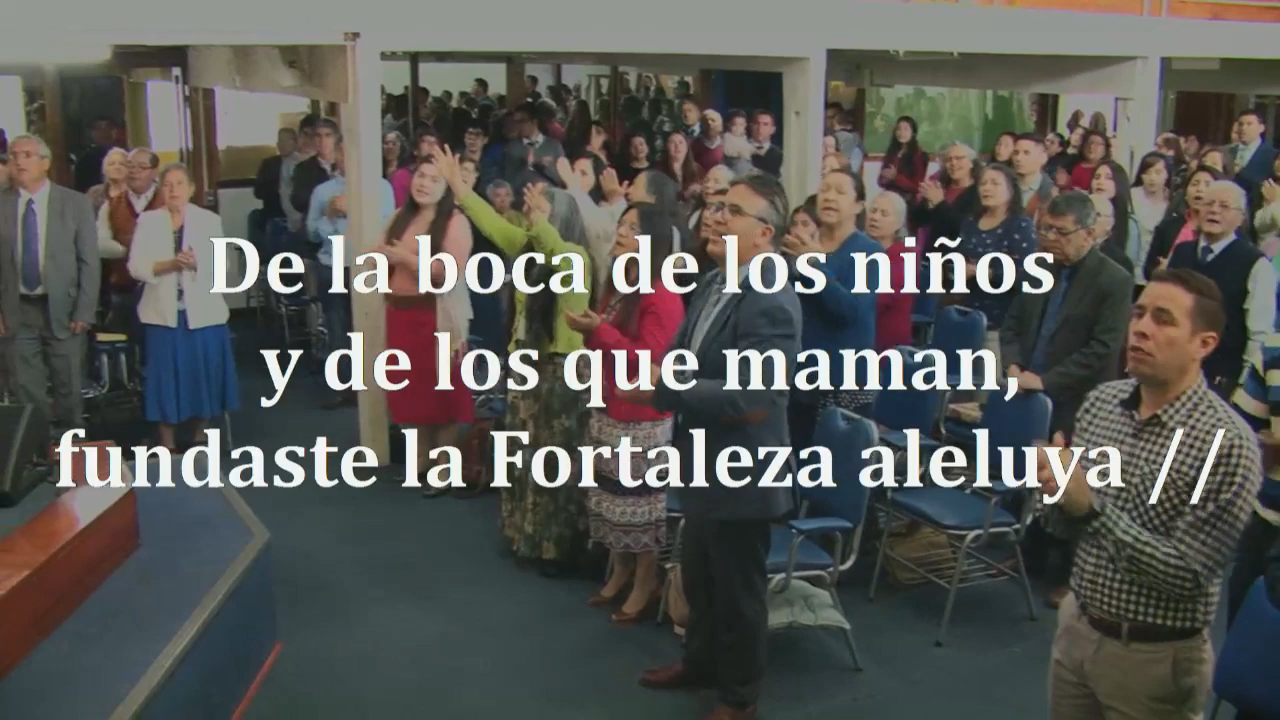 De la boca de los niños
y de los que maman,
fundaste la Fortaleza aleluya //